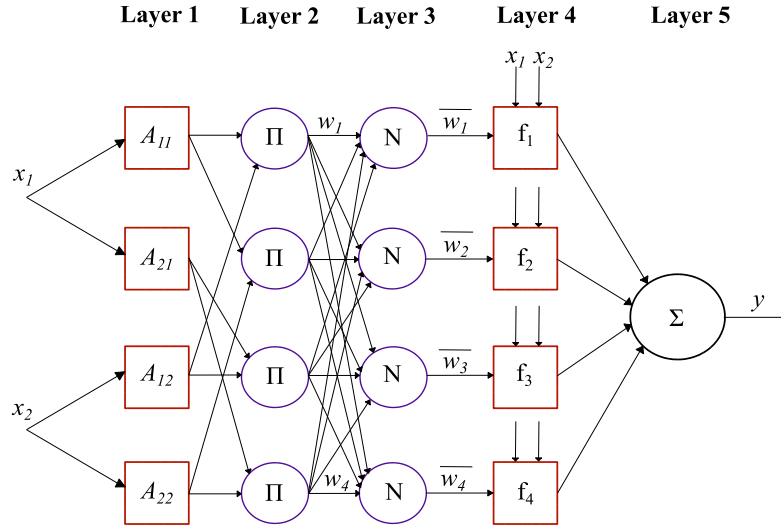 Layer 1 Layer 2 Layer 3 Layer 4 Layer 5
x1 x2
A11 Π w1 N w1 f1
x1
A21 Π N w2 f2
Σ y
A12 Π N w3 f3
x2
A22 Π w4 N w4 f4